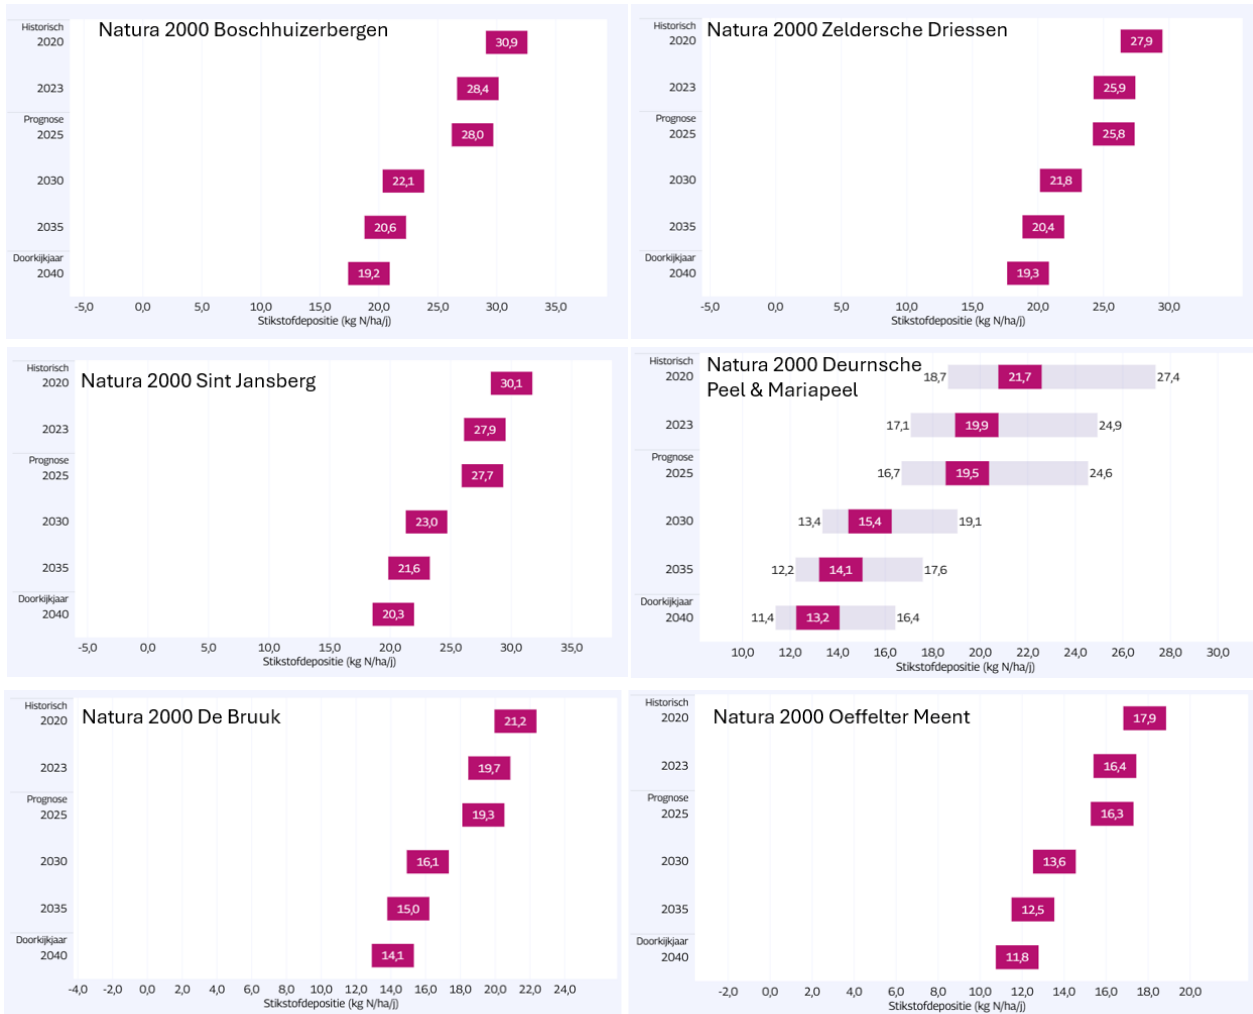 Natura 2000 Boschhuizerbergen
Historisch
2020
30,9
2023
28,4
Prognose
2025
28,0
2030
22,1
2035
20,6
Doorkijkjaar
2040
19,2
-5,0 0,0 5,0 10,0 15,0 20,0 25,0 30,0 35,0
Stikstofdepositie (kg N/ha/j)
Natura 2000 Zeldersche Driessen
Historisch
2020
27,9
2023
25,9
Prognose
2025
25,8
2030
21,8
2035
20,4
Doorkijkjaar
2040
19,3
-5,0 0,0 5,0 10,0 15,0 20,0 25,0 30,0
Stikstofdepositie (kg N/ha/j)
Natura 2000 Sint Jansberg
Historisch
2020
30,1
2023
27,9
Prognose
2025
27,7
2030
23,0
2035
21,6
Doorkijkjaar
2040
20,3
-5,0 0,0 5,0 10,0 15,0 20,0 25,0 30,0 35,0
Stikstofdepositie (kg N/ha/j)
Natura 2000 Deurnsche
Peel & Mariapeel
Historisch
2020
18,7 21,7 27,4
2023
17,1 19,9 24,9
Prognose
2025
16,7 19,5 24,6
2030
13,4 15,4 19,1
2035
12,2 14,1 17,6
Doorkijkjaar
2040
11,4 13,2 16,4
10,0 12,0 14,0 16,0 18,0 20,0 22,0 24,0 26,0 28,0 30,0
Stikstofdepositie (kg N/ha/j)
Natura 2000 De Bruuk
Historisch
2020
21,2
2023
19,7
Prognose
2025
19,3
2030
16,1
2035
15,0
Doorkijkjaar
2040
14,1
-4,0 -2,0 0,0 2,0 4,0 6,0 8,0 10,0 12,0 14,0 16,0 18,0 20,0 22,0 24,0
Stikstofdepositie (kg N/ha/j)
Natura 2000 Oeffelter Meent
Historisch
2020
17,9
2023
16,4
Prognose
2025
16,3
2030
13,6
2035
12,5
Doorkijkjaar
2040
11,8
-2,0 0,0 2,0 4,0 6,0 8,0 10,0 12,0 14,0 16,0 18,0 20,0
Stikstofdepositie (kg N/ha/j)